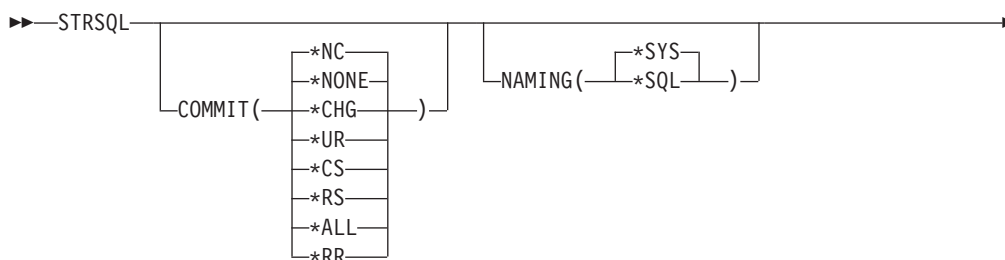 STRSQL
COMMIT(
*NC
*NONE
*CHG
*UR
*CS
*RS
*ALL
*RR
)
NAMING(
*SYS
*SQL
)